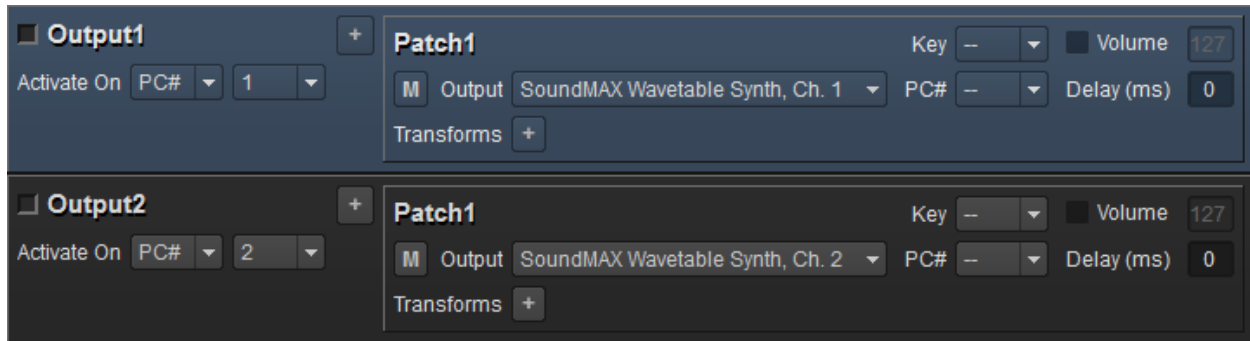 Output1 +
Activate On PC# 1
Patch1 Key -- Volume 127
M Output SoundMAX Wavetable Synth, Ch. 1 PC# -- Delay (ms) 0
Transforms +
Output2 +
Activate On PC# 2
Patch1 Key -- Volume 127
M Output SoundMAX Wavetable Synth, Ch. 2 PC# -- Delay (ms) 0
Transforms +